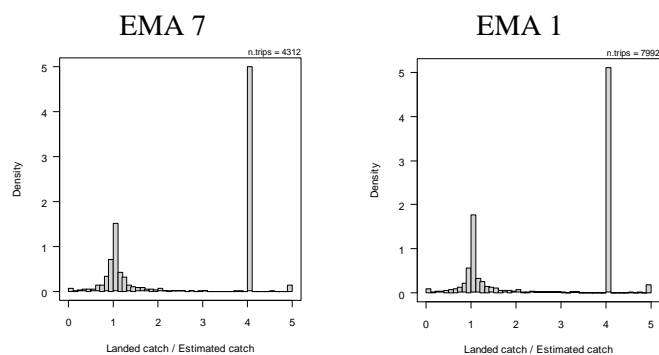 EMA 7
n.trips = 4312
5
4
3
2
1
0
Density
0 1 2 3 4 5
Landed catch / Estimated catch
EMA 1
n.trips = 7992
5
4
3
2
1
0
Density
0 1 2 3 4 5
Landed catch / Estimated catch